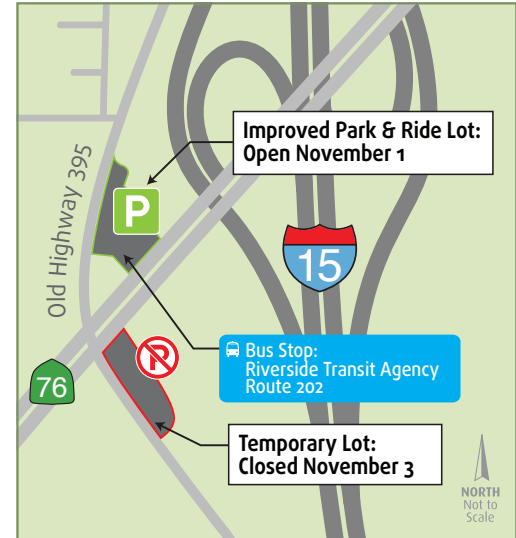 Improved Park & Ride Lot:
Open November 1
Old Highway 395
P
15
Bus Stop:
Riverside Transit Agency
Route 202
P
76
Temporary Lot:
Closed November 3
NORTH
Not to
Scale